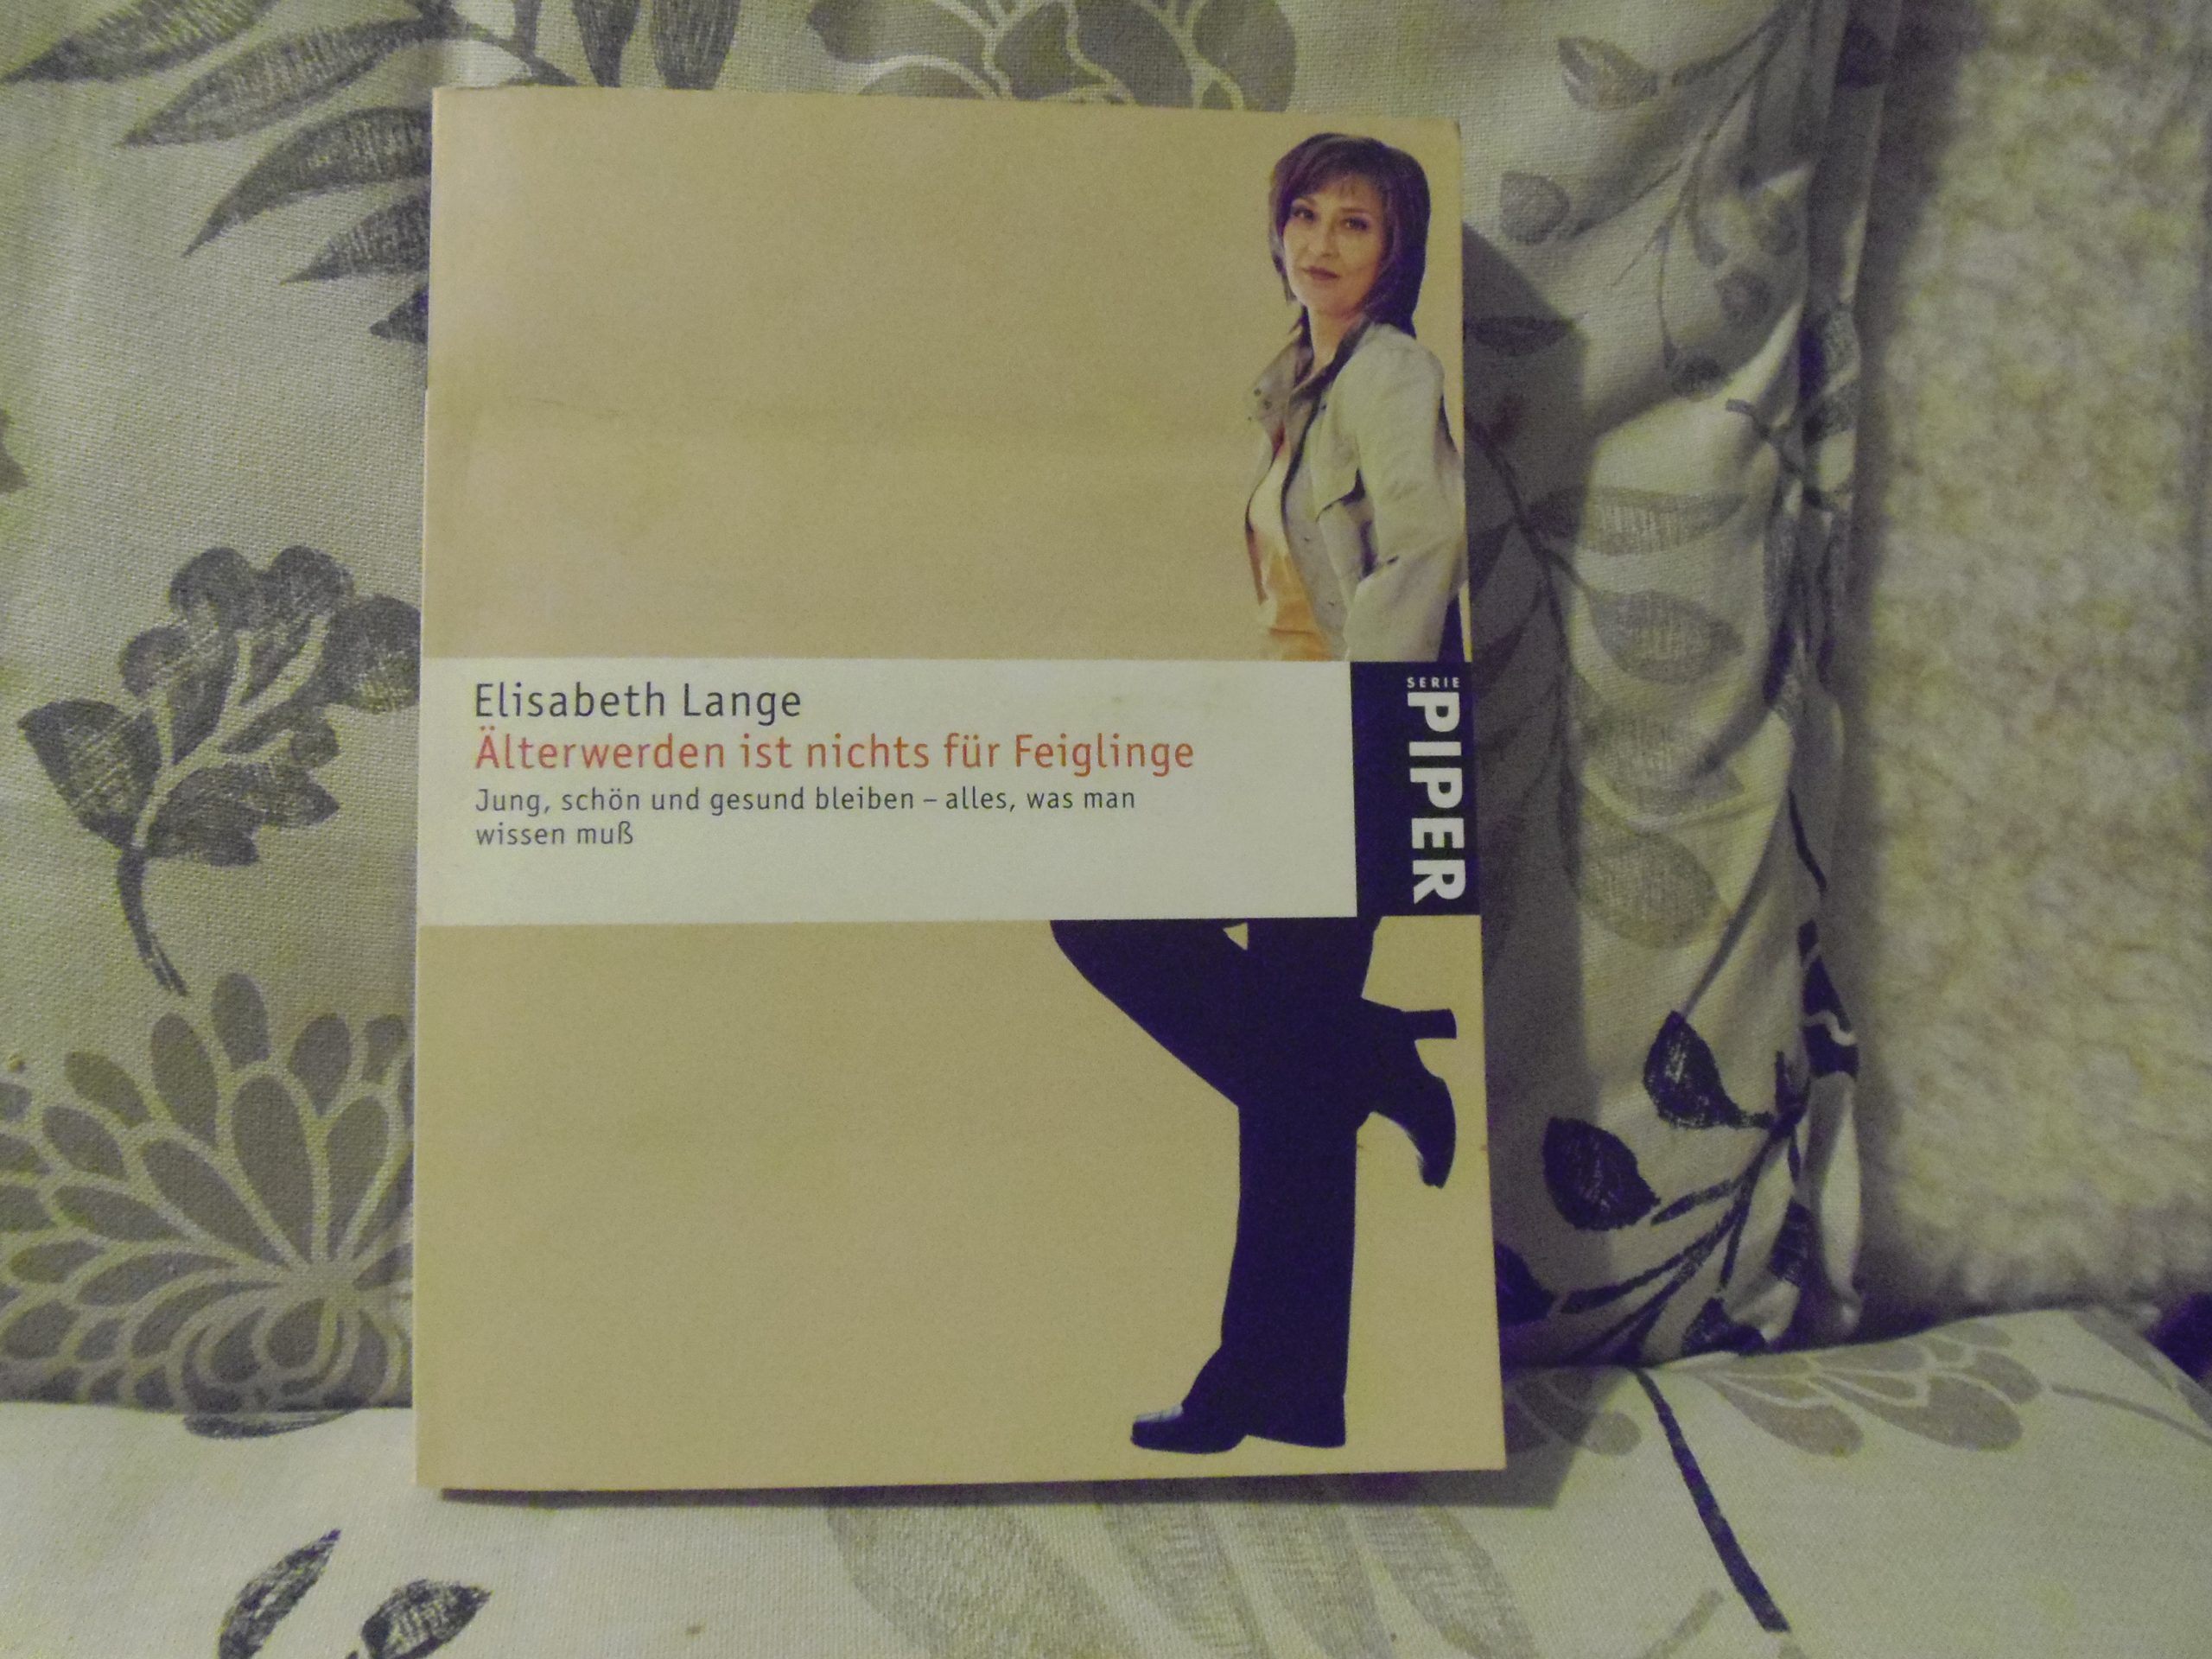 Elisabeth Lange
Älterwerden ist nichts für Feiglinge
Jung, schön und gesund bleiben – alles, was man
wissen muß
SERIE
PIPER